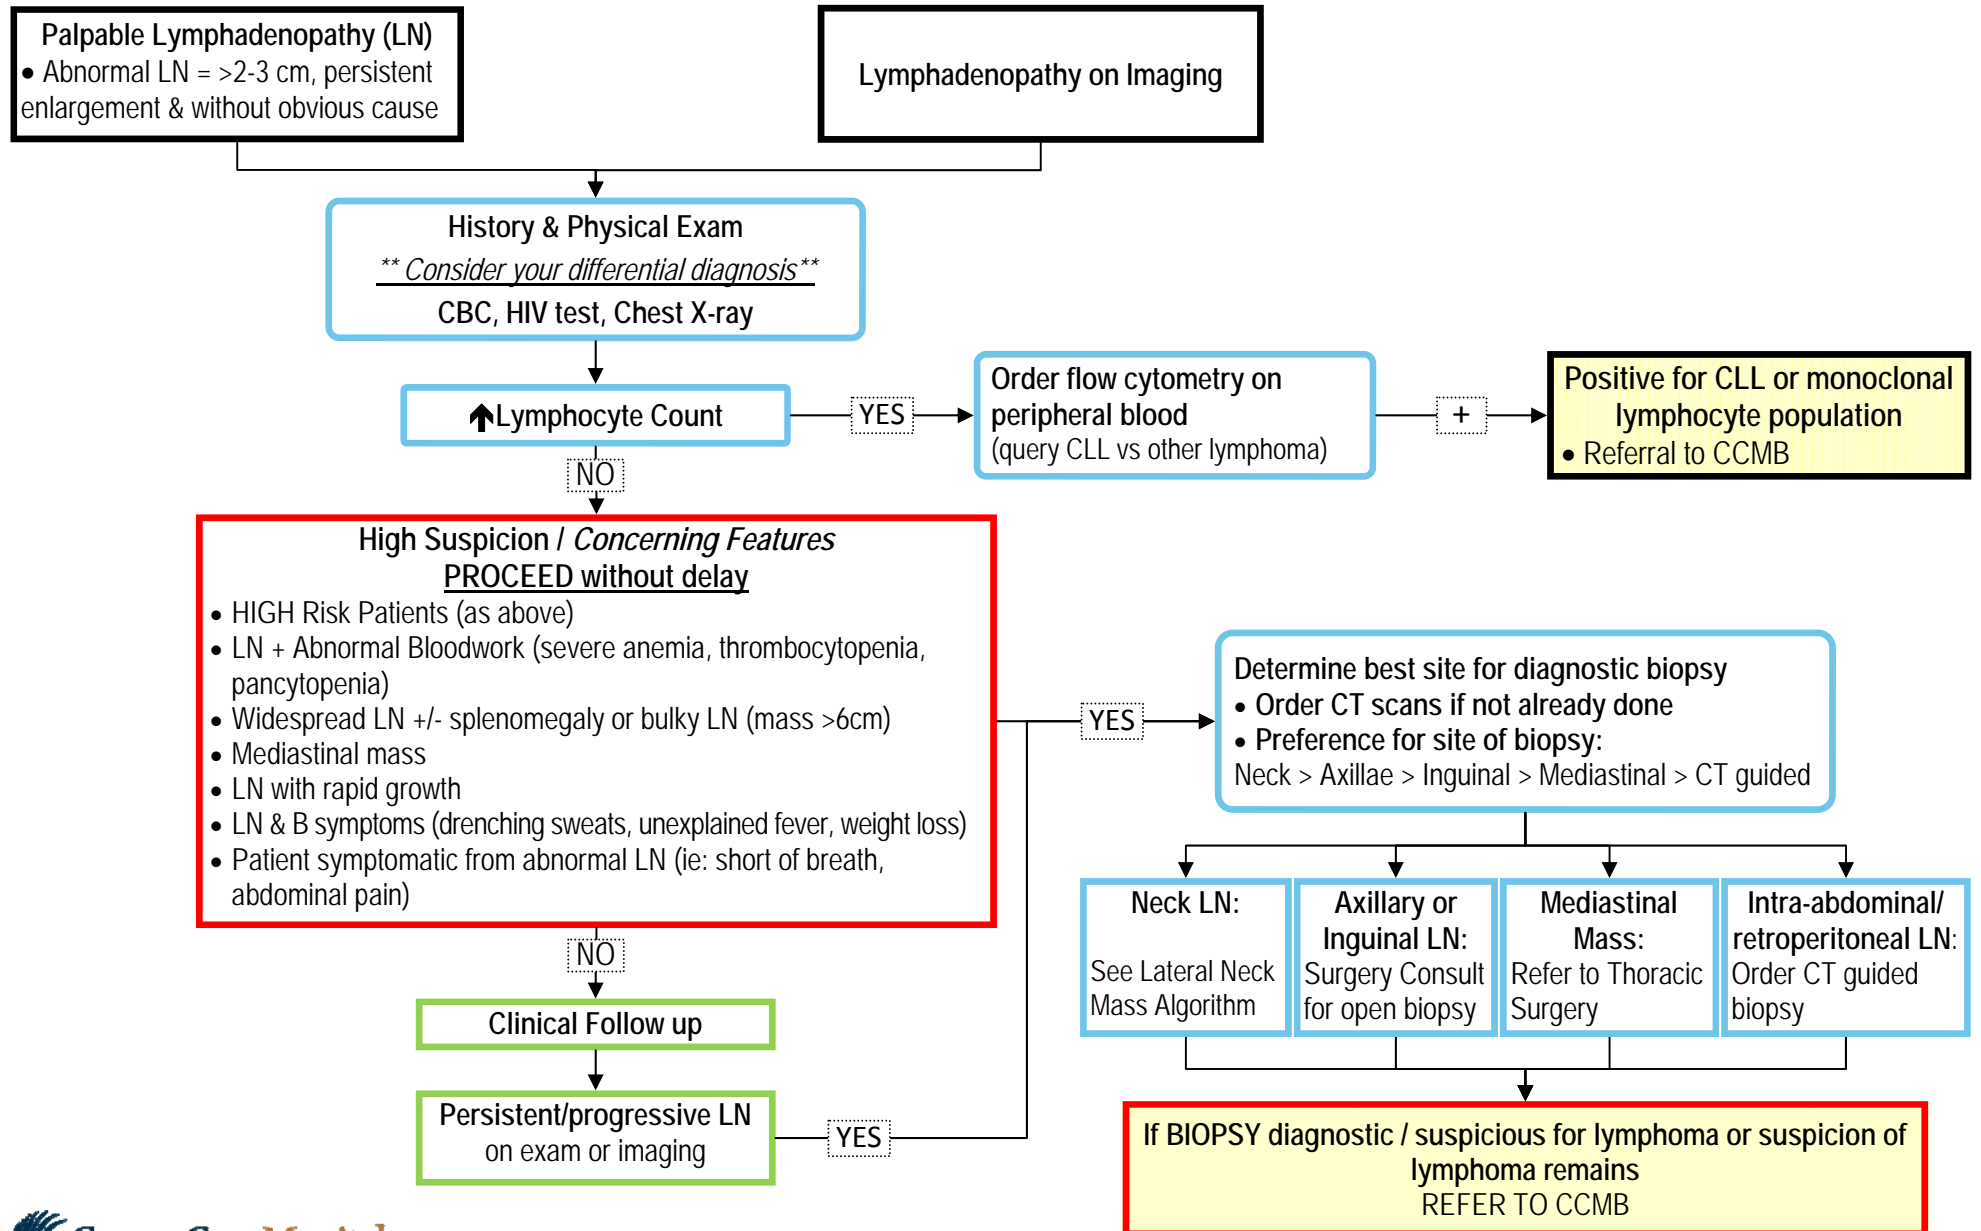 Palpable Lymphadenopathy (LN)
• Abnormal LN = >2-3 cm, persistent
enlargement & without obvious cause
Lymphadenopathy on Imaging
History & Physical Exam
** Consider your differential diagnosis**
CBC, HIV test, Chest X-ray
↑Lymphocyte Count
YES
Order flow cytometry on
peripheral blood
(query CLL vs other lymphoma)
+
Positive for CLL or monoclonal
lymphocyte population
• Referral to CCMB
NO
High Suspicion / Concerning Features
PROCEED without delay
• HIGH Risk Patients (as above)
• LN + Abnormal Bloodwork (severe anemia, thrombocytopenia,
pancytopenia)
• Widespread LN +/- splenomegaly or bulky LN (mass >6cm)
• Mediastinal mass
• LN with rapid growth
• LN & B symptoms (drenching sweats, unexplained fever, weight loss)
• Patient symptomatic from abnormal LN (ie: short of breath,
abdominal pain)
YES
Determine best site for diagnostic biopsy
• Order CT scans if not already done
• Preference for site of biopsy:
Neck > Axillae > Inguinal > Mediastinal > CT guided
Neck LN:
See Lateral Neck
Mass Algorithm
Axillary or
Inguinal LN:
Surgery Consult
for open biopsy
Mediastinal
Mass:
Refer to Thoracic
Surgery
Intra-abdominal/
retroperitoneal LN:
Order CT guided
biopsy
NO
Clinical Follow up
Persistent/progressive LN
on exam or imaging
YES
If BIOPSY diagnostic / suspicious for lymphoma or suspicion of
lymphoma remains
REFER TO CCMB